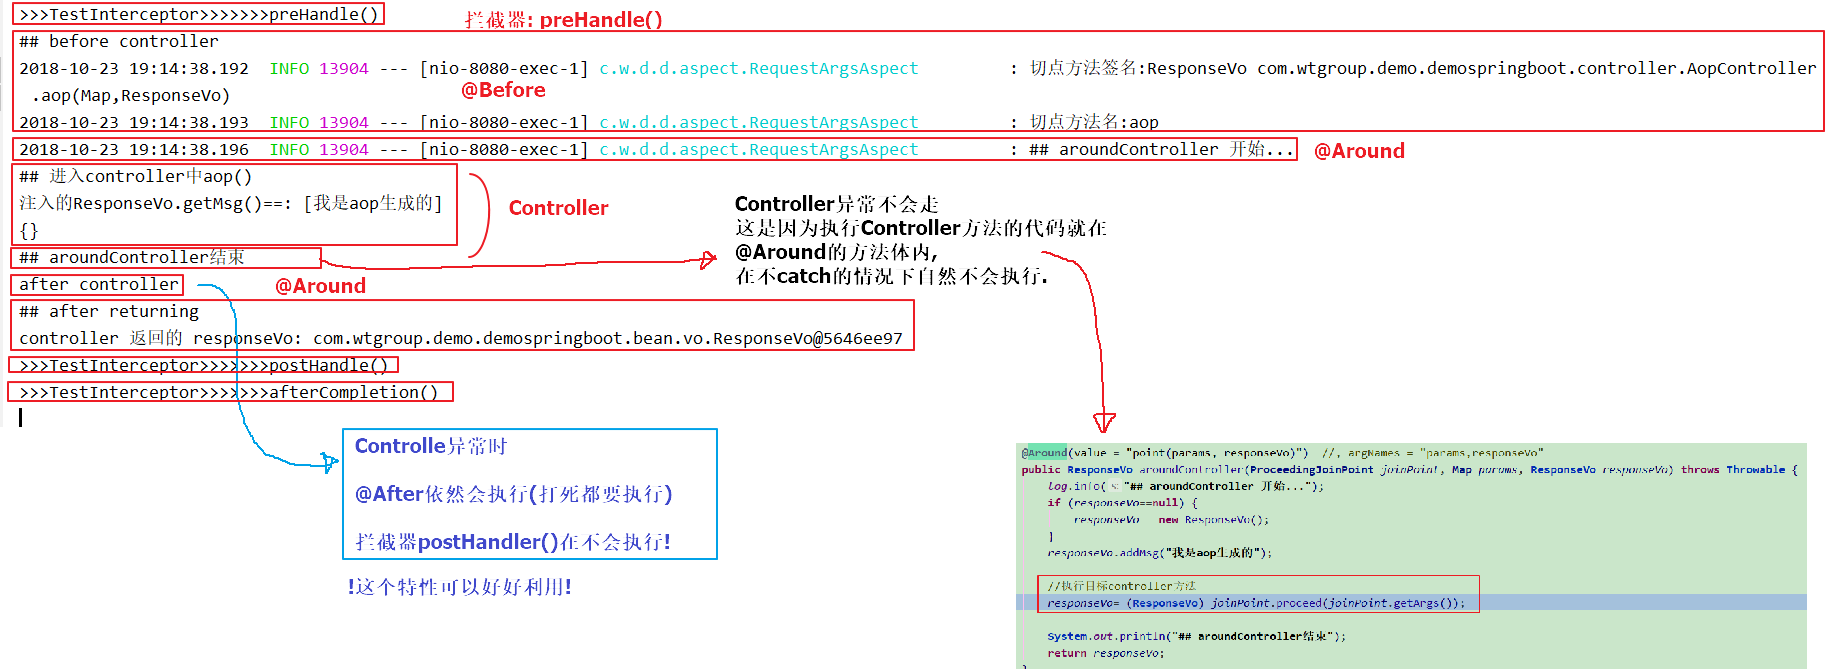 >>>TestInterceptor>>>>>>>preHandle()
拦截器: preHandle()
## before controller
2018-10-23 19:14:38.192  INFO 13904 --- [nio-8080-exec-1] c.w.d.d.aspect.RequestArgsAspect : 切点方法签名:ResponseVo com.wtgroup.demo.demospringboot.controller.AopController
.aop(Map,ResponseVo)
@Before
2018-10-23 19:14:38.193  INFO 13904 --- [nio-8080-exec-1] c.w.d.d.aspect.RequestArgsAspect : 切点方法名:aop
2018-10-23 19:14:38.196  INFO 13904 --- [nio-8080-exec-1] c.w.d.d.aspect.RequestArgsAspect : ## aroundController 开始...
@Around
## 进入controller中aop()
注入的ResponseVo.getMsg()==: [我是aop生成的]
{}
Controller
## aroundController结束
@Around
after controller
## after returning
controller 返回的 responseVo: com.wtgroup.demo.demospringboot.bean.vo.ResponseVo@5646ee97
>>>TestInterceptor>>>>>>>postHandle()
>>>TestInterceptor>>>>>>>afterCompletion()
Controller异常不会走
这是因为执行Controller方法的代码就在
@Around的方法体内,
在不catch的情况下自然不会执行.
Controlle异常时
@After依然会执行(打死都要执行)
拦截器postHandler()在不会执行!
!这个特性可以好好利用!
@Around(value = "point(params, responseVo)")  //, argNames = "params,responseVo"
public ResponseVo aroundController(ProceedingJoinPoint joinPoint, Map params, ResponseVo responseVo) throws Throwable {
log.info( s: "## aroundController 开始...");
if (responseVo==null) {
responseVo   new ResponseVo();
}
responseVo.addMsg("我是aop生成的");
//执行目标controller方法
responseVo= (ResponseVo) joinPoint.proceed(joinPoint.getArgs());
System.out.println("## aroundController结束");
return responseVo;